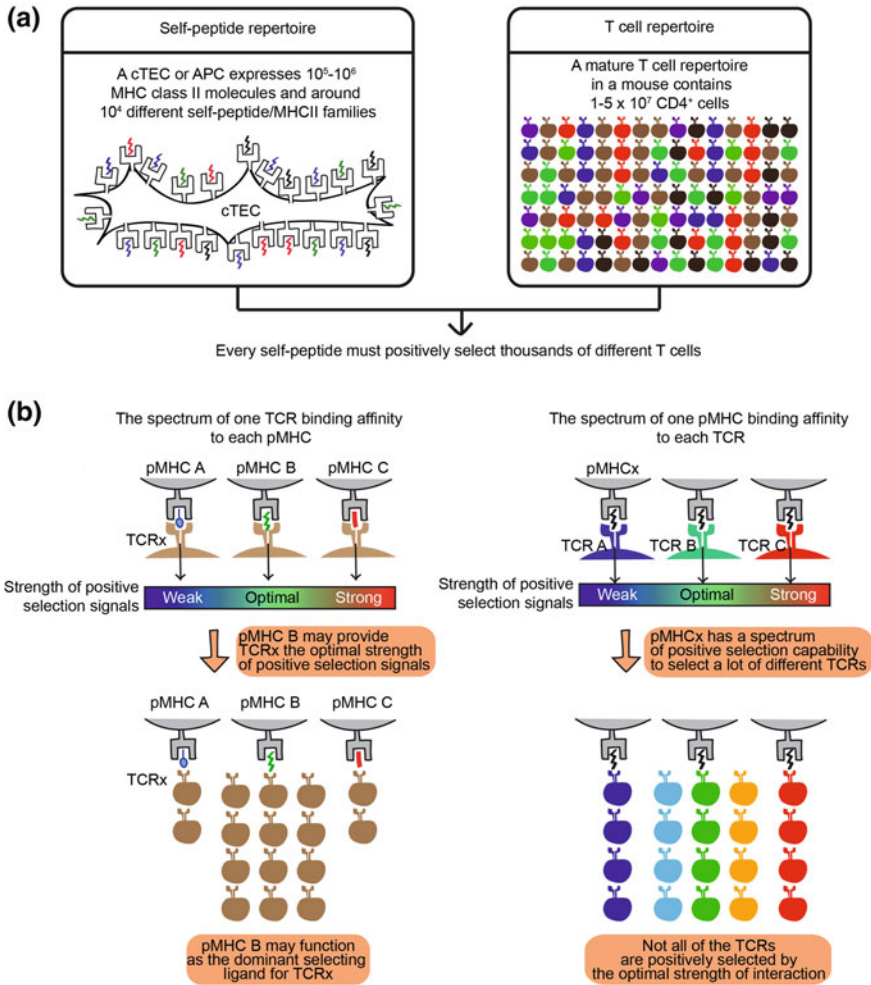 (a)
Self-peptide repertoire
A cTEC or APC expresses 10⁵-10⁶
MHC class II molecules and around
10⁴ different self-peptide/MHCII families
cTEC
T cell repertoire
A mature T cell repertoire
in a mouse contains
1-5 x 10⁷ CD4⁺ cells
Every self-peptide must positively select thousands of different T cells
(b)
The spectrum of one TCR binding affinity
to each pMHC
pMHC A
pMHC B
pMHC C
TCRx
Strength of positive
selection signals
Weak
Optimal
Strong
pMHC B may provide
TCRx the optimal strength
of positive selection signals
pMHC A
pMHC B
pMHC C
TCRx
pMHC B may function
as the dominant selecting
ligand for TCRx
The spectrum of one pMHC binding affinity
to each TCR
pMHCx
TCR A
TCR B
TCR C
Strength of positive
selection signals
Weak
Optimal
Strong
pMHCx has a spectrum
of positive selection capability
to select a lot of different TCRs
Not all of the TCRs
are positively selected by
the optimal strength of interaction